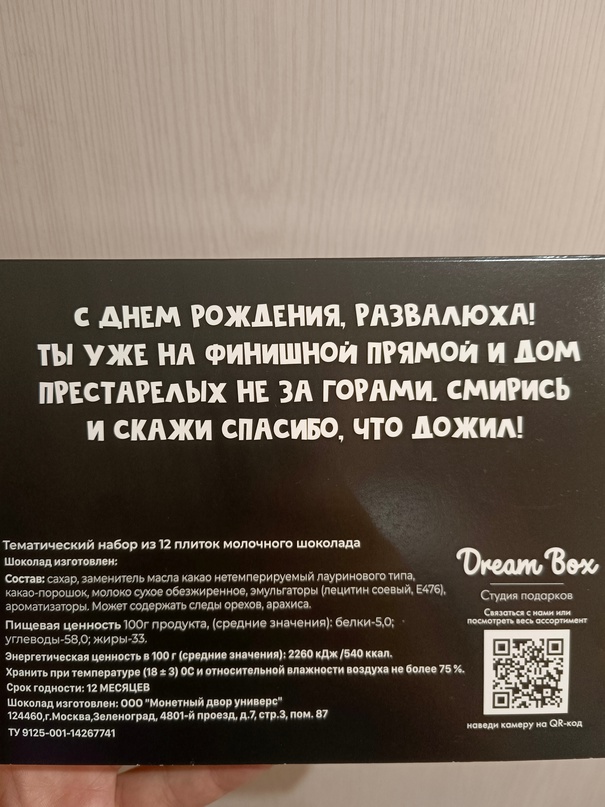 С ДНЕМ РОЖДЕНИЯ, РАЗВАЛЮХА!
ТЫ УЖЕ НА ФИНИШНОЙ ПРЯМОЙ И ДОМ
ПРЕСТАРЕЛЫХ НЕ ЗА ГОРАМИ. СМИРИСЬ
И СКАЖИ СПАСИБО, ЧТО ДОЖИЛ!
Тематический набор из 12 плиток молочного шоколада
Шоколад изготовлен:
Состав: сахар, заменитель масла какао нетемперируемый лауринового типа,
какао-порошок, молоко сухое обезжиренное, эмульгаторы (лецитин соевый, Е476),
ароматизаторы. Может содержать следы орехов, арахиса.
Пищевая ценность 100г продукта, (средние значения): белки-5,0;
углеводы-58,0; жиры-33.
Энергетическая ценность в 100 г (средние значения): 2260 кДж /540 ккал.
Хранить при температуре (18 ± 3) 0С и относительной влажности воздуха не более 75 %.
Срок годности: 12 МЕСЯЦЕВ
Шоколад изготовлен: ООО "Монетный двор универс"
124460,г.Москва,Зеленоград, 4801-й проезд, д.7, стр.3, пом. 87
ТУ 9125-001-14267741
Dream Box
Студия подарков
Связаться с нами или
посмотреть весь ассортимент
наведи камеру на QR-код